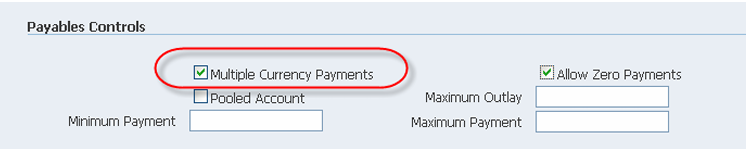 Payables Controls
Multiple Currency Payments
Allow Zero Payments
Pooled Account
Maximum Outlay
Minimum Payment
Maximum Payment